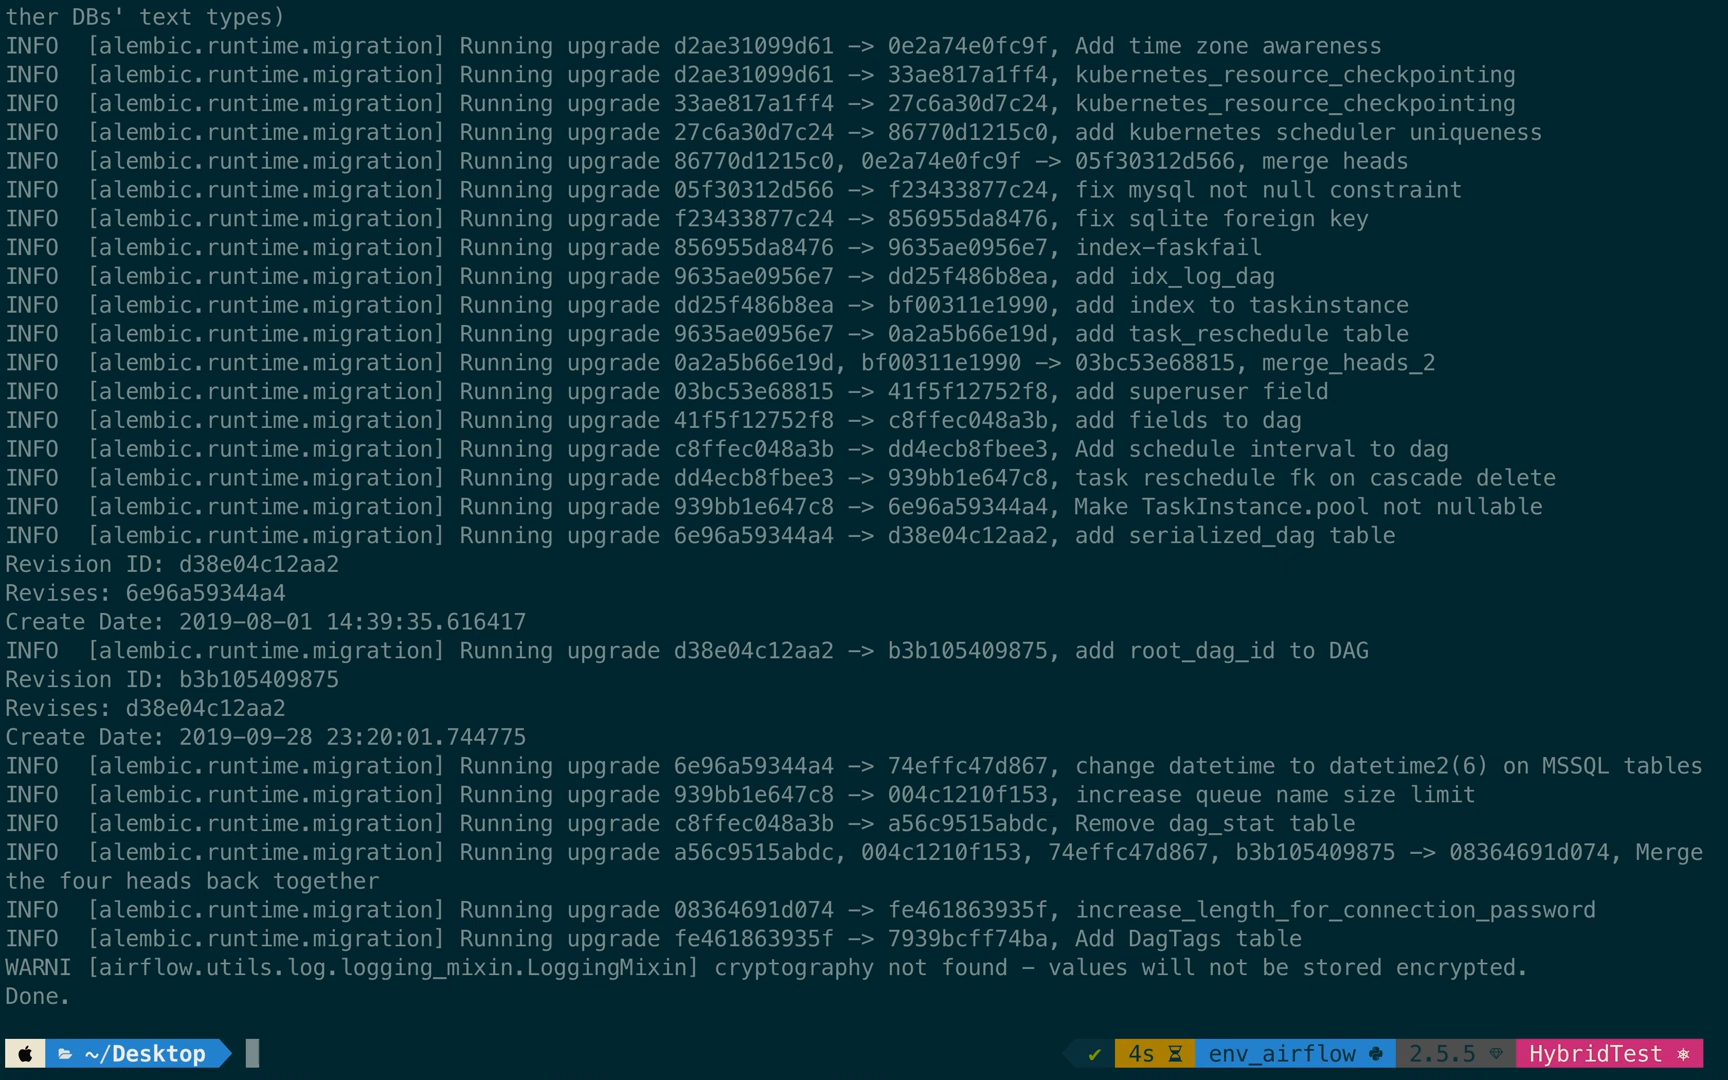 ther DBs' text types)
INFO  [alembic.runtime.migration] Running upgrade d2ae31099d61 -> 0e2a74e0fc9f, Add time zone awareness
INFO  [alembic.runtime.migration] Running upgrade d2ae31099d61 -> 33ae817a1ff4, kubernetes_resource_checkpointing
INFO  [alembic.runtime.migration] Running upgrade 33ae817a1ff4 -> 27c6a30d7c24, kubernetes_resource_checkpointing
INFO  [alembic.runtime.migration] Running upgrade 27c6a30d7c24 -> 86770d1215c0, add kubernetes scheduler uniqueness
INFO  [alembic.runtime.migration] Running upgrade 86770d1215c0, 0e2a74e0fc9f -> 05f30312d566, merge heads
INFO  [alembic.runtime.migration] Running upgrade 05f30312d566 -> f23433877c24, fix mysql not null constraint
INFO  [alembic.runtime.migration] Running upgrade f23433877c24 -> 856955da8476, fix sqlite foreign key
INFO  [alembic.runtime.migration] Running upgrade 856955da8476 -> 9635ae0956e7, index-faskfail
INFO  [alembic.runtime.migration] Running upgrade 9635ae0956e7 -> dd25f486b8ea, add idx_log_dag
INFO  [alembic.runtime.migration] Running upgrade dd25f486b8ea -> bf00311e1990, add index to taskinstance
INFO  [alembic.runtime.migration] Running upgrade 9635ae0956e7 -> 0a2a5b66e19d, add task_reschedule table
INFO  [alembic.runtime.migration] Running upgrade 0a2a5b66e19d, bf00311e1990 -> 03bc53e68815, merge_heads_2
INFO  [alembic.runtime.migration] Running upgrade 03bc53e68815 -> 41f5f12752f8, add superuser field
INFO  [alembic.runtime.migration] Running upgrade 41f5f12752f8 -> c8ffec048a3b, add fields to dag
INFO  [alembic.runtime.migration] Running upgrade c8ffec048a3b -> dd4ecb8fbee3, Add schedule interval to dag
INFO  [alembic.runtime.migration] Running upgrade dd4ecb8fbee3 -> 939bb1e647c8, task reschedule fk on cascade delete
INFO  [alembic.runtime.migration] Running upgrade 939bb1e647c8 -> 6e96a59344a4, Make TaskInstance.pool not nullable
INFO  [alembic.runtime.migration] Running upgrade 6e96a59344a4 -> d38e04c12aa2, add serialized_dag table
Revision ID: d38e04c12aa2
Revises: 6e96a59344a4
Create Date: 2019-08-01 14:39:35.616417
INFO  [alembic.runtime.migration] Running upgrade d38e04c12aa2 -> b3b105409875, add root_dag_id to DAG
Revision ID: b3b105409875
Revises: d38e04c12aa2
Create Date: 2019-09-28 23:20:01.744775
INFO  [alembic.runtime.migration] Running upgrade 6e96a59344a4 -> 74effc47d867, change datetime to datetime2(6) on MSSQL tables
INFO  [alembic.runtime.migration] Running upgrade 939bb1e647c8 -> 004c1210f153, increase queue name size limit
INFO  [alembic.runtime.migration] Running upgrade c8ffec048a3b -> a56c9515abdc, Remove dag_stat table
INFO  [alembic.runtime.migration] Running upgrade a56c9515abdc, 004c1210f153, 74effc47d867, b3b105409875 -> 08364691d074, Merge
the four heads back together
INFO  [alembic.runtime.migration] Running upgrade 08364691d074 -> fe461863935f, increase_length_for_connection_password
INFO  [alembic.runtime.migration] Running upgrade fe461863935f -> 7939bcff74ba, Add DagTags table
WARNI [airflow.utils.log.logging_mixin.LoggingMixin] cryptography not found - values will not be stored encrypted.
Done.
~/Desktop ✔ 4s env_airflow 2.5.5 HybridTest